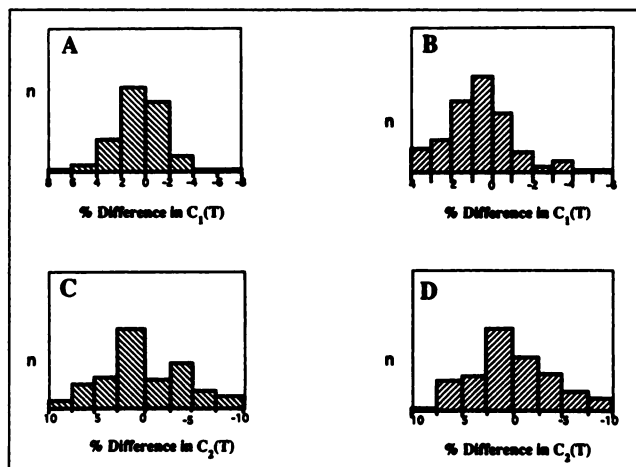 A
n
8 6 4 2 0 -2 -4 -6 -8
% Difference in C₁(T)
B
n
4 2 0 -2 -4 -6
% Difference in C₁(T)
C
n
10 5 0 -5 -10
% Difference in C₂(T)
D
n
10 5 0 -5 -10
% Difference in C₂(T)